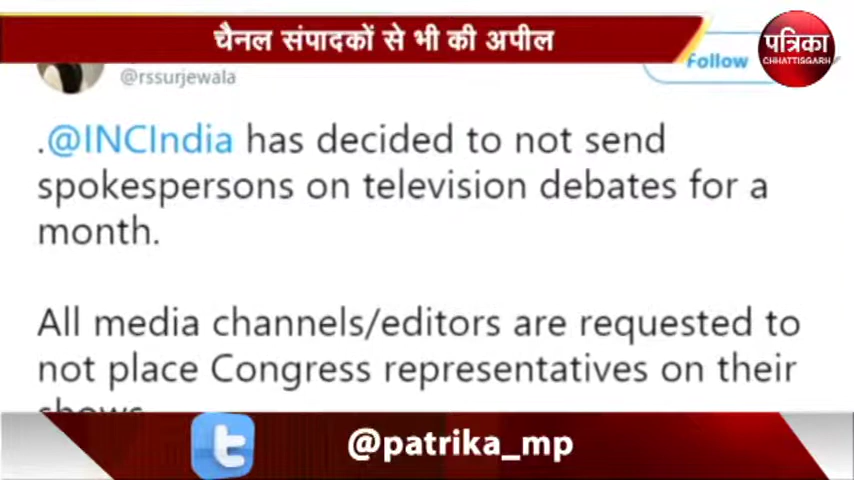 चैनल संपादकों से भी की अपील
पत्रिका
CHHATTISGARH
@rssurjewala
Follow
.@INCIndia has decided to not send
spokespersons on television debates for a
month.
All media channels/editors are requested to
not place Congress representatives on their
shows
@patrika_mp